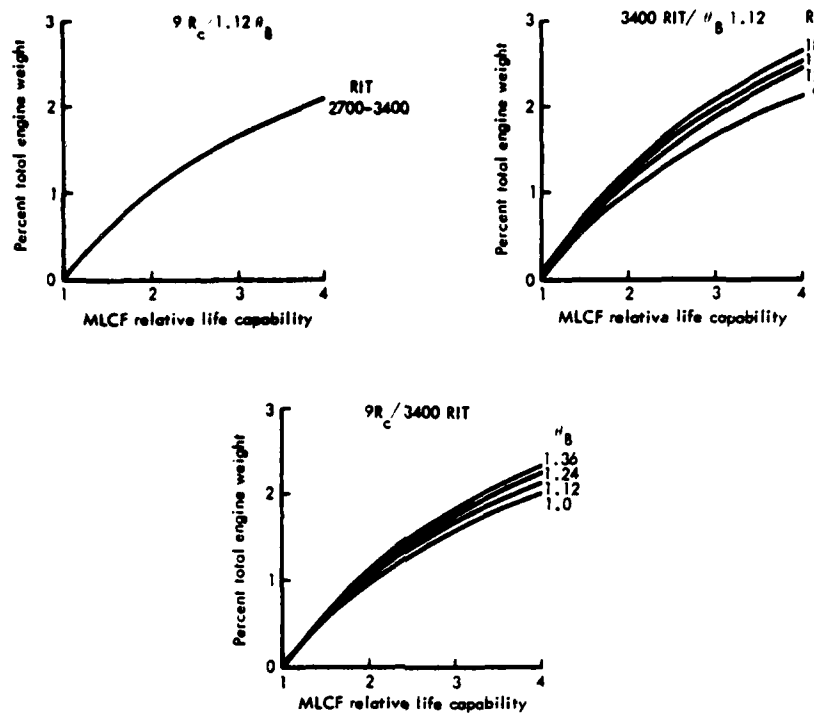 9 R_c / 1.12 θ_B
Percent total engine weight
3
2
1
0
1 2 3 4
MLCF relative life capability
RIT
2700-3400
3400 RIT / θ_B 1.12
Percent total engine weight
3
2
1
0
1 2 3 4
MLCF relative life capability
9R_c / 3400 RIT
Percent total engine weight
3
2
1
0
1 2 3 4
MLCF relative life capability
θ_B
1.36
1.24
1.12
1.0